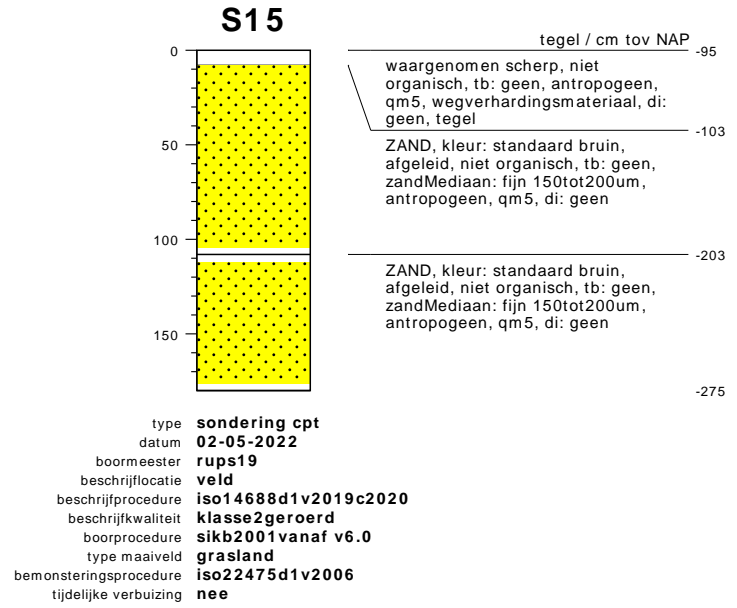 S15
tegel / cm tov NAP
0
-95
waargenomen scherp, niet
organisch, tb: geen, antropogeen,
qm5, wegverhardingsmateriaal, di:
geen, tegel
-103
ZAND, kleur: standaard bruin,
afgeleid, niet organisch, tb: geen,
zandMediaan: fijn 150tot200um,
antropogeen, qm5, di: geen
50
100
-203
ZAND, kleur: standaard bruin,
afgeleid, niet organisch, tb: geen,
zandMediaan: fijn 150tot200um,
antropogeen, qm5, di: geen
150
-275
type sondering cpt
datum 02-05-2022
boormeester rups19
beschrijflocatie veld
beschrijfprocedure iso14688d1v2019c2020
beschrijfkwaliteit klasse2geroerd
boorprocedure sikb2001vanaf v6.0
type maaiveld grasland
bemonsteringsprocedure iso22475d1v2006
tijdelijke verbuizing nee